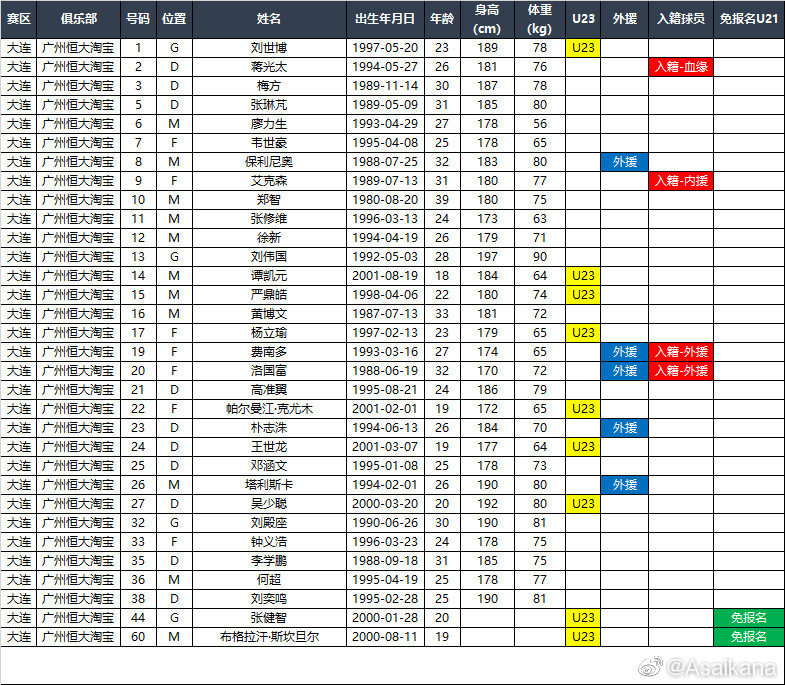 赛区 俱乐部 号码 位置 姓名 出生年月日 年龄 身高(cm) 体重(kg) U23 外援 入籍球员 免报名U21
大连 广州恒大淘宝 1 G 刘世博 1997-05-20 23 189 78 U23
大连 广州恒大淘宝 2 D 蒋光太 1994-05-27 26 181 76 入籍-血缘
大连 广州恒大淘宝 3 D 梅方 1989-11-14 30 187 78
大连 广州恒大淘宝 5 D 张琳芃 1989-05-09 31 185 80
大连 广州恒大淘宝 6 M 廖力生 1993-04-29 27 178 56
大连 广州恒大淘宝 7 F 韦世豪 1995-04-08 25 178 65
大连 广州恒大淘宝 8 M 保利尼奥 1988-07-25 32 183 80 外援
大连 广州恒大淘宝 9 F 艾克森 1989-07-13 31 180 77 入籍-内援
大连 广州恒大淘宝 10 M 郑智 1980-08-20 39 180 75
大连 广州恒大淘宝 11 M 张修维 1996-03-13 24 173 63
大连 广州恒大淘宝 12 M 徐新 1994-04-19 26 179 71
大连 广州恒大淘宝 13 G 刘伟国 1992-05-03 28 197 90
大连 广州恒大淘宝 14 M 谭凯元 2001-08-19 18 184 64 U23
大连 广州恒大淘宝 15 M 严鼎皓 1998-04-06 22 180 74 U23
大连 广州恒大淘宝 16 M 黄博文 1987-07-13 33 181 72
大连 广州恒大淘宝 17 F 杨立瑜 1997-02-13 23 179 65 U23
大连 广州恒大淘宝 19 F 费南多 1993-03-16 27 174 65 外援 入籍-外援
大连 广州恒大淘宝 20 F 洛国富 1988-06-19 32 170 72 外援 入籍-外援
大连 广州恒大淘宝 21 D 高准翼 1995-08-21 24 186 79
大连 广州恒大淘宝 22 F 帕尔曼江·克尤木 2001-02-01 19 172 65 U23
大连 广州恒大淘宝 23 D 朴志洙 1994-06-13 26 184 70 外援
大连 广州恒大淘宝 24 D 王世龙 2001-03-07 19 177 64 U23
大连 广州恒大淘宝 25 D 邓涵文 1995-01-08 25 178 73
大连 广州恒大淘宝 26 M 塔利斯卡 1994-02-01 26 190 80 外援
大连 广州恒大淘宝 27 D 吴少聪 2000-03-20 20 192 80 U23
大连 广州恒大淘宝 32 G 刘殿座 1990-06-26 30 190 81
大连 广州恒大淘宝 33 F 钟义浩 1996-03-23 24 178 75
大连 广州恒大淘宝 35 D 李学鹏 1988-09-18 31 185 75
大连 广州恒大淘宝 36 M 何超 1995-04-19 25 178 77
大连 广州恒大淘宝 38 D 刘奕鸣 1995-02-28 25 190 81
大连 广州恒大淘宝 44 G 张健智 2000-01-28 20 U23 免报名
大连 广州恒大淘宝 60 M 布格拉汗·斯坎旦尔 2000-08-11 19 U23 免报名
@Asaikana